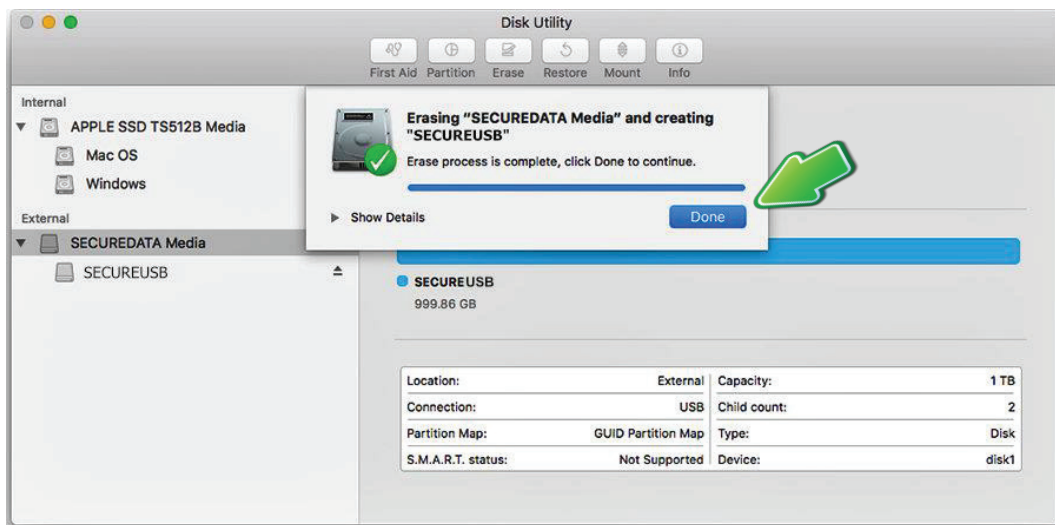 Disk Utility
First Aid Partition Erase Restore Mount Info
Internal
APPLE SSD TS512B Media
Mac OS
Windows
External
SECUREDATA Media
SECUREUSB
Erasing “SECUREDATA Media” and creating
"SECUREUSB"
Erase process is complete, click Done to continue.
Show Details
Done
SECUREUSB
999.86 GB
Location: External Capacity: 1 TB
Connection: USB Child count: 2
Partition Map: GUID Partition Map Type: Disk
S.M.A.R.T. status: Not Supported Device: disk1